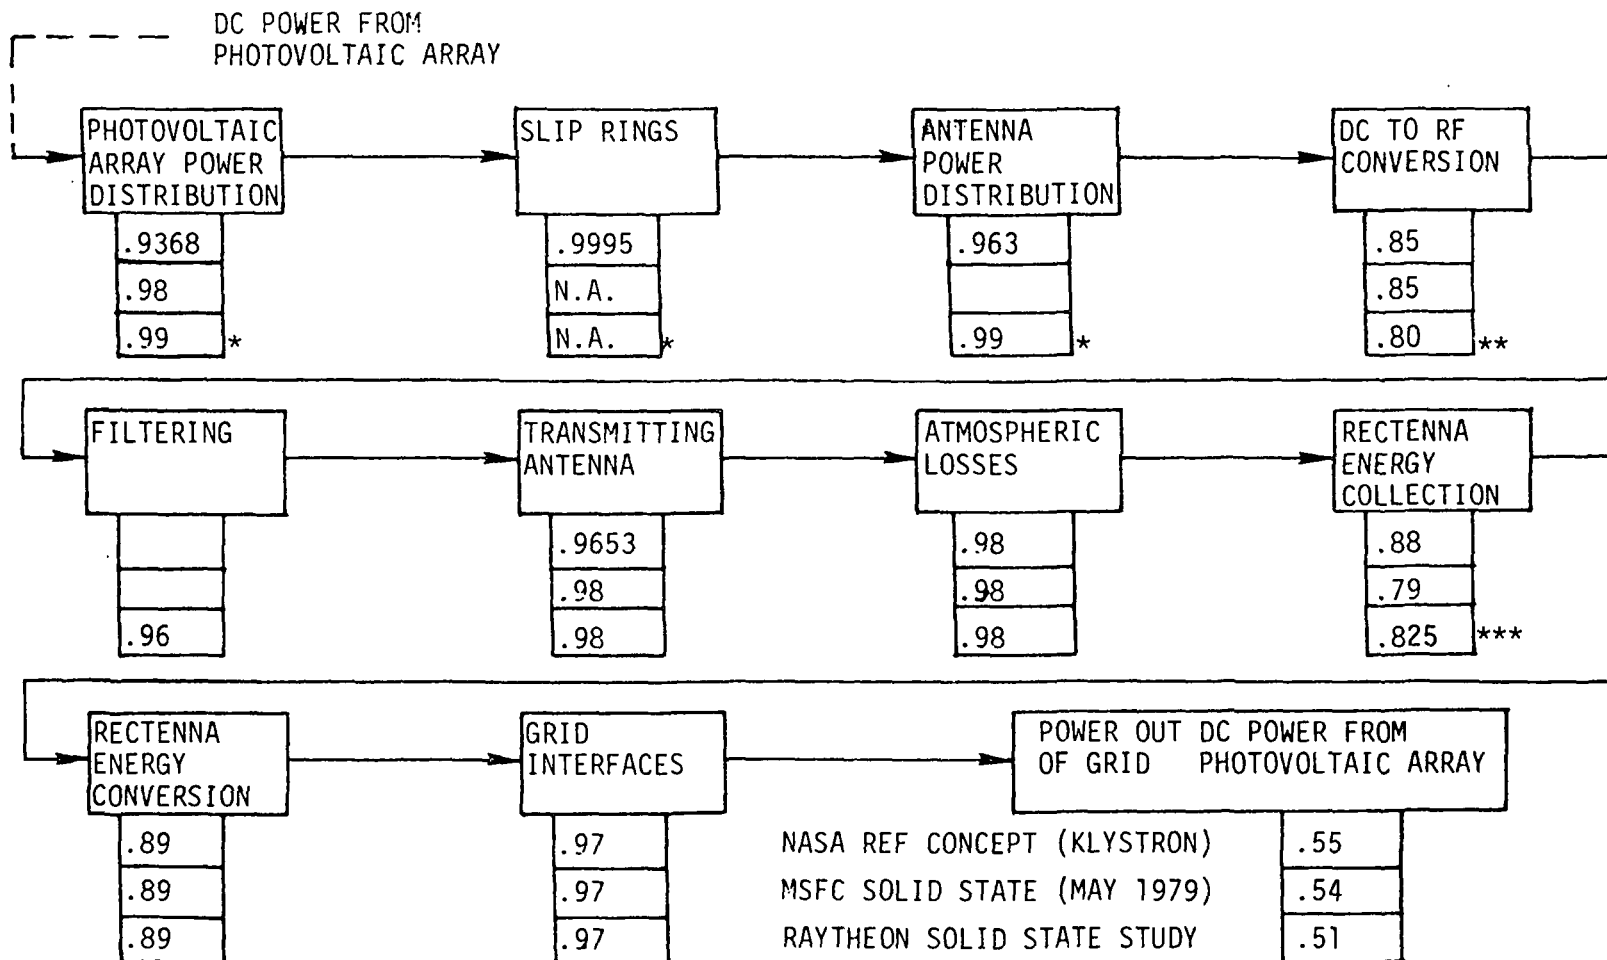 DC POWER FROM
PHOTOVOLTAIC ARRAY
PHOTOVOLTAIC
ARRAY POWER
DISTRIBUTION
.9368
.98
.99 *
SLIP RINGS
.9995
N.A.
N.A. *
ANTENNA
POWER
DISTRIBUTION
.963
.99 *
DC TO RF
CONVERSION
.85
.85
.80 **
FILTERING
.96
TRANSMITTING
ANTENNA
.9653
.98
.98
ATMOSPHERIC
LOSSES
.98
.98
.98
RECTENNA
ENERGY
COLLECTION
.88
.79
.825 ***
RECTENNA
ENERGY
CONVERSION
.89
.89
.89
GRID
INTERFACES
.97
.97
.97
POWER OUT DC POWER FROM
OF GRID PHOTOVOLTAIC ARRAY
NASA REF CONCEPT (KLYSTRON) .55
MSFC SOLID STATE (MAY 1979) .54
RAYTHEON SOLID STATE STUDY .51